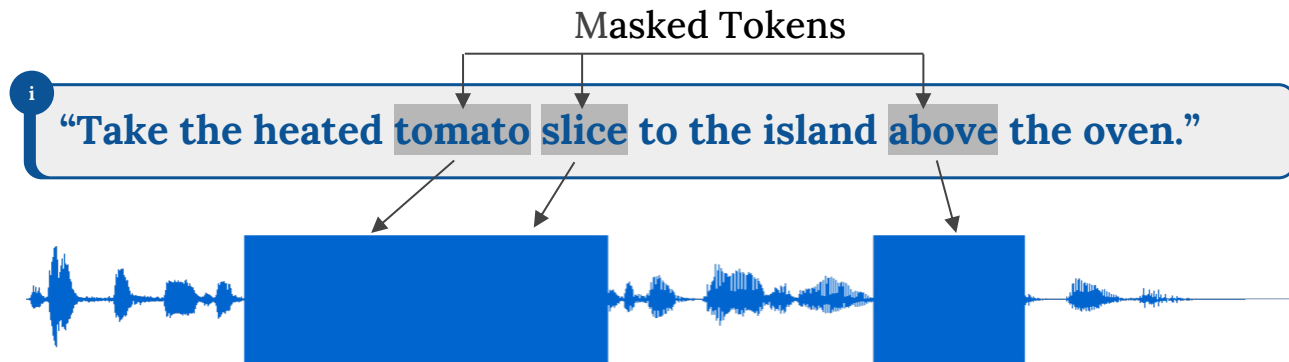 Masked Tokens
i
“Take the heated tomato slice to the island above the oven.”